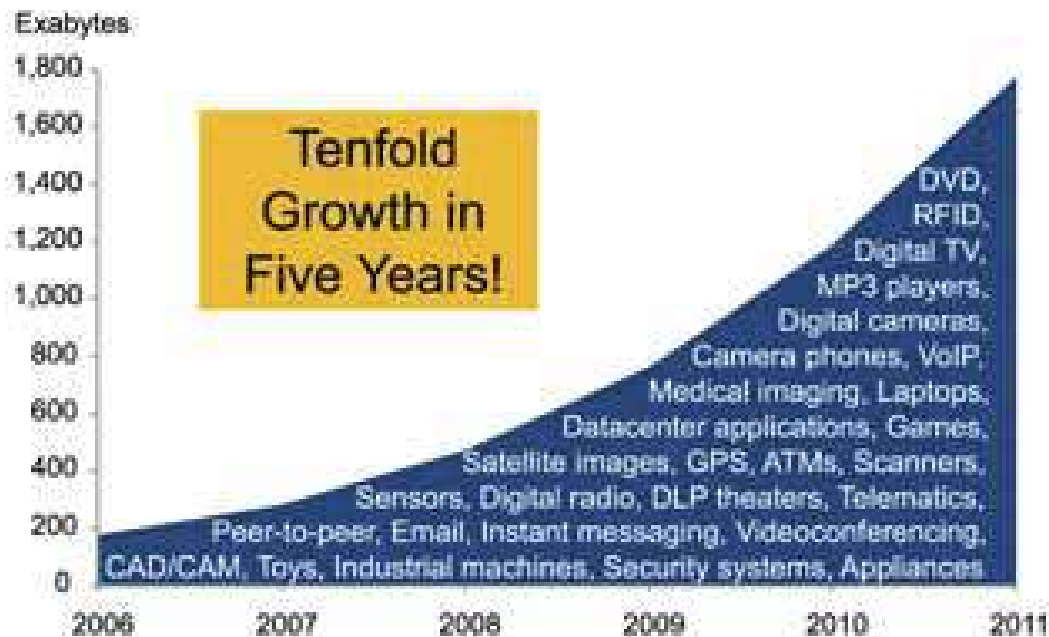 Exabytes
1,800
1,600
1,400
1,200
1,000
800
600
400
200
0
Tenfold
Growth in
Five Years!
DVD,
RFID,
Digital TV,
MP3 players,
Digital cameras,
Camera phones, VoIP,
Medical imaging, Laptops,
Datacenter applications, Games,
Satellite images, GPS, ATMs, Scanners,
Sensors, Digital radio, DLP theaters, Telematics,
Peer-to-peer, Email, Instant messaging, Videoconferencing,
CAD/CAM, Toys, Industrial machines, Security systems, Appliances
2006 2007 2008 2009 2010 2011